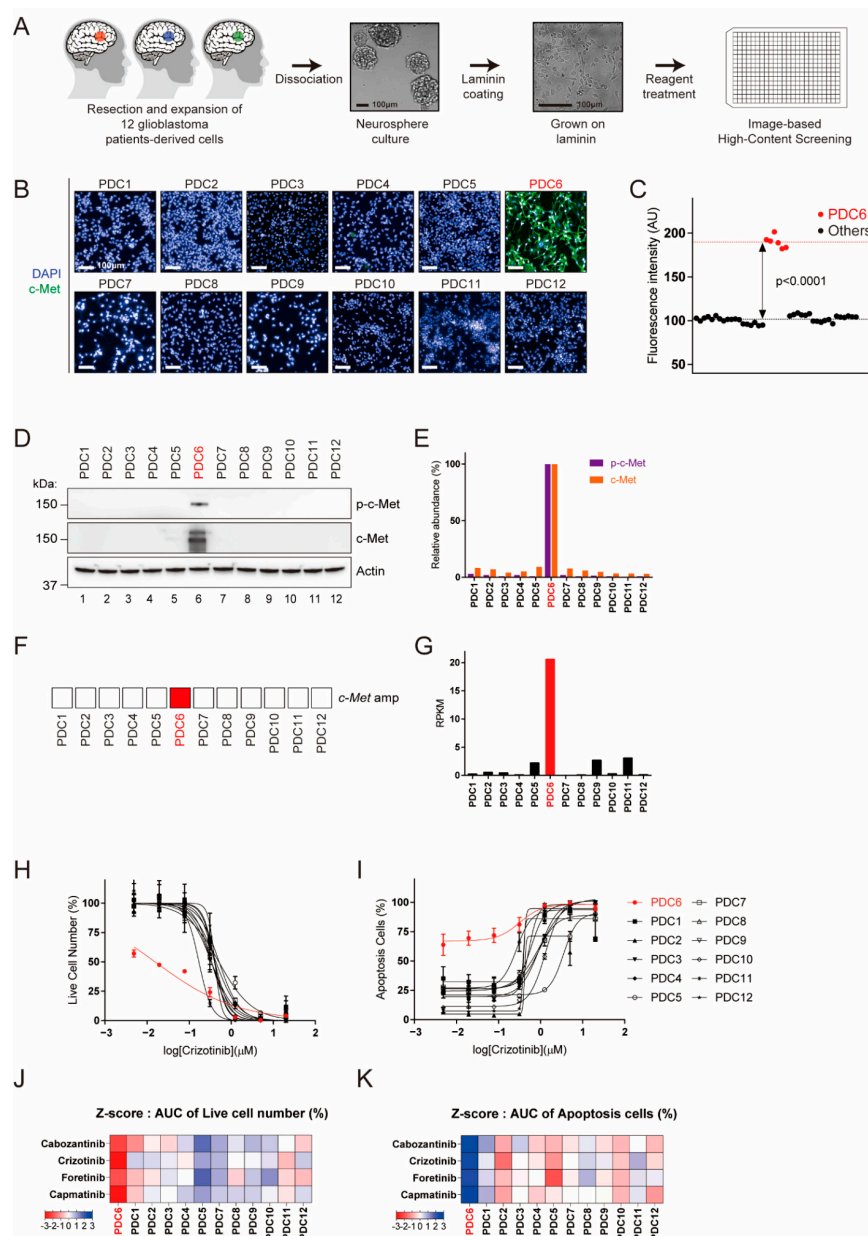 A
Dissociation
Laminin
coating
Reagent
treatment
100μm
100μm
Resection and expansion of
12 glioblastoma
patients-derived cells
Neurosphere
culture
Grown on
laminin
Image-based
High-Content Screening
B
DAPI
c-Met
PDC1 PDC2 PDC3 PDC4 PDC5 PDC6
100μm
PDC7 PDC8 PDC9 PDC10 PDC11 PDC12
C
Fluorescence intensity (AU)
PDC6
Others
200
150
100
50
p<0.0001
D
PDC1 PDC2 PDC3 PDC4 PDC5 PDC6 PDC7 PDC8 PDC9 PDC10 PDC11 PDC12
kDa:
150 p-c-Met
150 c-Met
Actin
37
1 2 3 4 5 6 7 8 9 10 11 12
E
Relative abundance (%)
p-c-Met
c-Met
100
50
0
PDC1 PDC2 PDC3 PDC4 PDC5 PDC6 PDC7 PDC8 PDC9 PDC10 PDC11 PDC12
F
c-Met amp
PDC1 PDC2 PDC3 PDC4 PDC5 PDC6 PDC7 PDC8 PDC9 PDC10 PDC11 PDC12
G
RPKM
20
15
10
5
0
PDC1 PDC2 PDC3 PDC4 PDC5 PDC6 PDC7 PDC8 PDC9 PDC10 PDC11 PDC12
H
Live Cell Number (%)
100
75
50
25
0
−3 −2 −1 0 1 2
log[Crizotinib](μM)
I
Apoptosis Cells (%)
100
75
50
25
0
−3 −2 −1 0 1 2
log[Crizotinib](μM)
PDC6 PDC7
PDC1 PDC8
PDC2 PDC9
PDC3 PDC10
PDC4 PDC11
PDC5 PDC12
J
Z-score : AUC of Live cell number (%)
Cabozantinib
Crizotinib
Foretinib
Capmatinib
-3-2-1 0 1 2 3
PDC6 PDC1 PDC2 PDC3 PDC4 PDC5 PDC7 PDC8 PDC9 PDC10 PDC11 PDC12
K
Z-score : AUC of Apoptosis cells (%)
Cabozantinib
Crizotinib
Foretinib
Capmatinib
-3-2-1 0 1 2 3
PDC6 PDC1 PDC2 PDC3 PDC4 PDC5 PDC7 PDC8 PDC9 PDC10 PDC11 PDC12